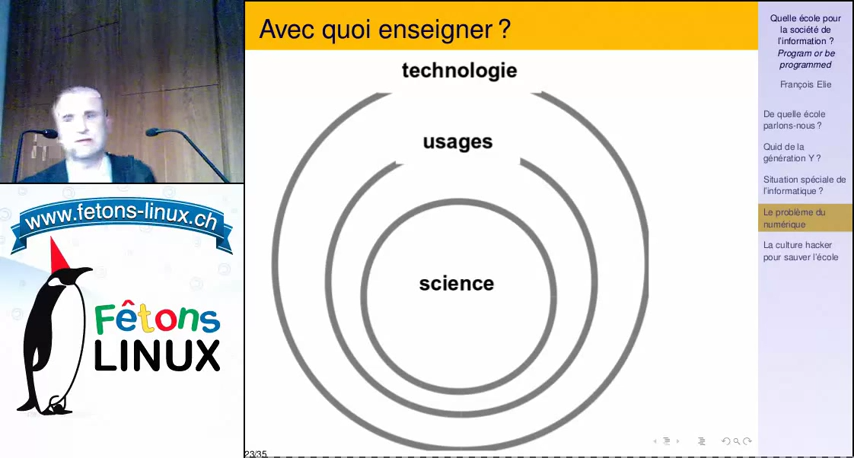 Avec quoi enseigner ?
technologie
usages
science
www.fetons-linux.ch
Fêtons
LINUX
23/35
Quelle école pour
la société de
l'information ?
Program or be
programmed
François Elie
De quelle école
parlons-nous ?
Quid de la
génération Y ?
Situation spéciale de
l'informatique ?
Le problème du
numérique
La culture hacker
pour sauver l'école